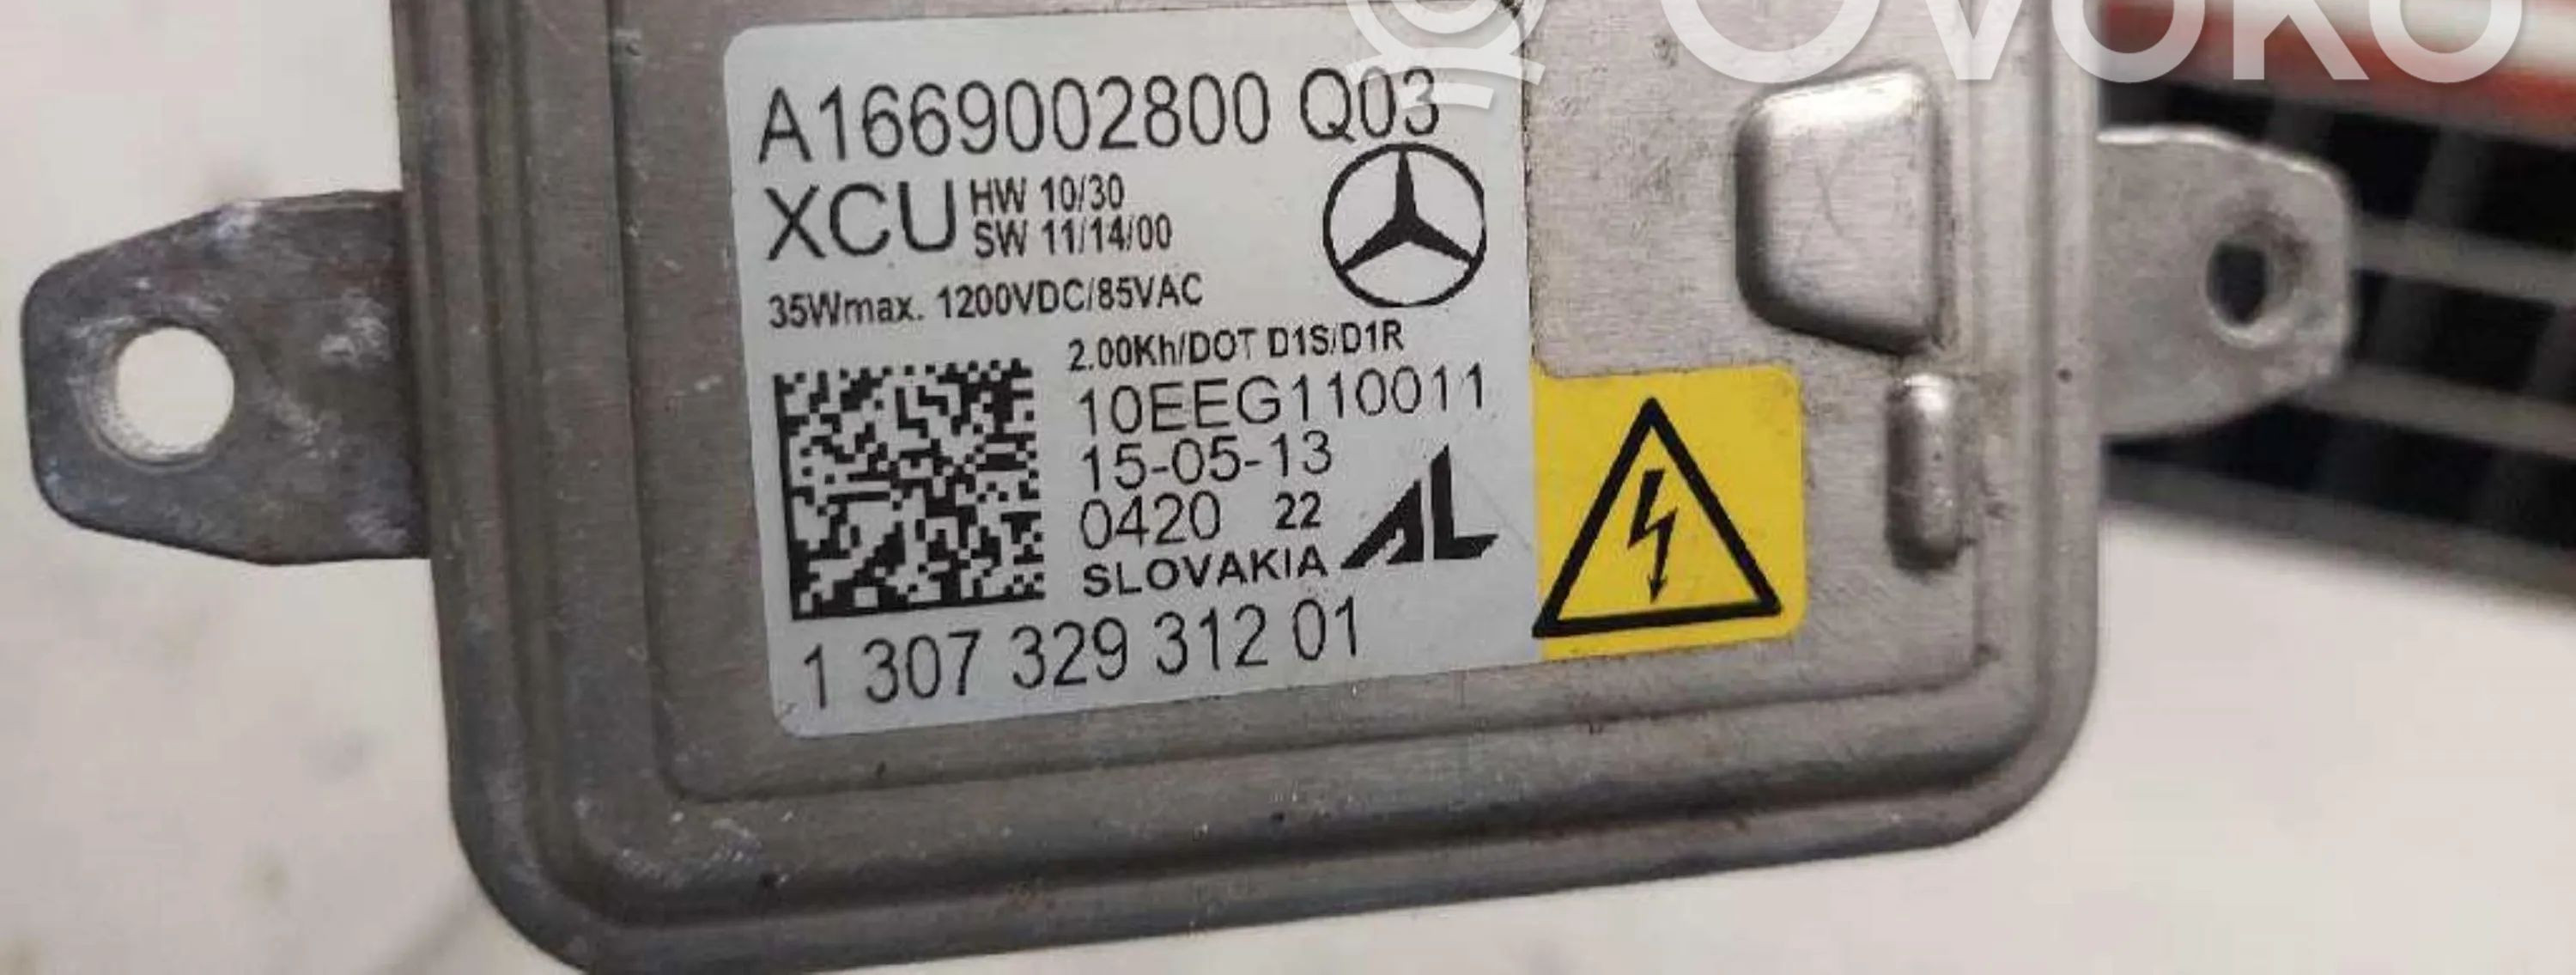 OVOKO
A1669002800 Q03
XCU HW 10/30
SW 11/14/00
35Wmax. 1200VDC/85VAC
2.00Kh/DOT D1S/D1R
10EEG110011
15-05-13
0420 22
SLOVAKIA AL
1 307 329 312 01